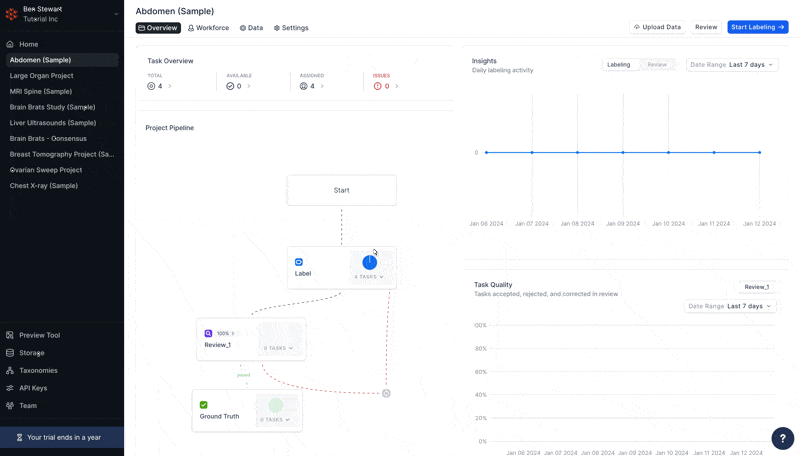 Ben Stewart
Tutorial Inc
Home
Abdomen (Sample)
Large Organ Project
MRI Spine (Sample)
Brain Brats Study (Sample)
Liver Ultrasounds (Sample)
Brain Brats - Consensus
Breast Tomography Project (Sa...
Ovarian Sweep Project
Chest X-ray (Sample)
Preview Tool
Storage
Taxonomies
API Keys
Team
Your trial ends in a year
Abdomen (Sample)
Overview
Workforce
Data
Settings
Upload Data
Review
Start Labeling
Task Overview
TOTAL
4
AVAILABLE
0
ASSIGNED
4
ISSUES
0
Project Pipeline
Start
Label
4 TASKS
100%
Review_1
0 TASKS
passed
Ground Truth
0 TASKS
Insights
Daily labeling activity
Labeling
Review
Date Range Last 7 days
0
Jan 06 2024
Jan 07 2024
Jan 08 2024
Jan 09 2024
Jan 10 2024
Jan 11 2024
Jan 12 2024
Task Quality
Tasks accepted, rejected, and corrected in review
Review_1
Date Range Last 7 days
100%
80%
60%
40%
20%
0%
Jan 06 2024
Jan 07 2024
Jan 08 2024
Jan 09 2024
Jan 10 2024
Jan 11 2024
Jan 12 2024
?